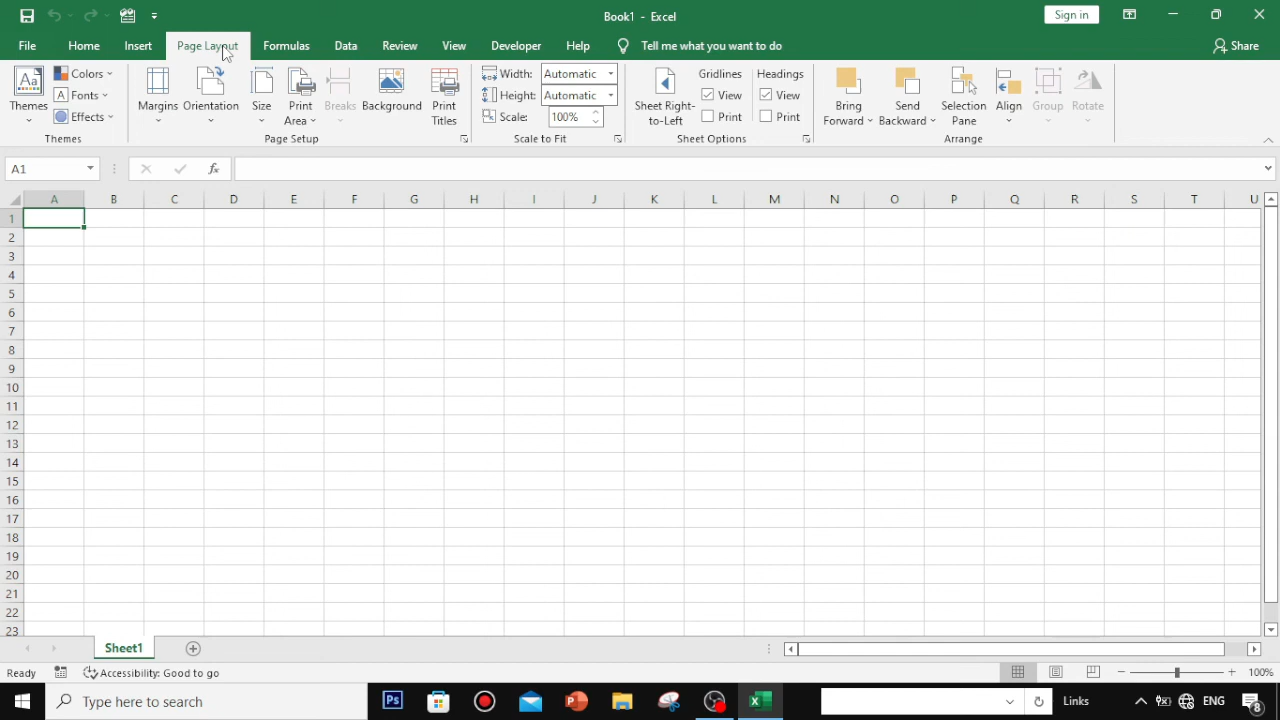 Book1 - Excel
Sign in
File Home Insert Page Layout Formulas Data Review View Developer Help Tell me what you want to do Share
Themes Colors Fonts Effects Themes
Margins Orientation Size Print Area Breaks Background Print Titles Page Setup
Width: Automatic
Height: Automatic
Scale: 100%
Scale to Fit
Sheet Right-to-Left
Gridlines Headings
View View
Print Print
Sheet Options
Bring Forward Send Backward Selection Pane Align Group Rotate
Arrange
A1 fx
A B C D E F G H I J K L M N O P Q R S T U
1
2
3
4
5
6
7
8
9
10
11
12
13
14
15
16
17
18
19
20
21
22
23
Sheet1
Ready Accessibility: Good to go 100%
Type here to search Ps Links ENG 8